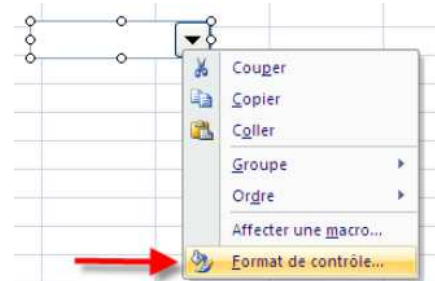 Couper
Copier
Coller
Groupe
Ordre
Affecter une macro...
Format de contrôle...